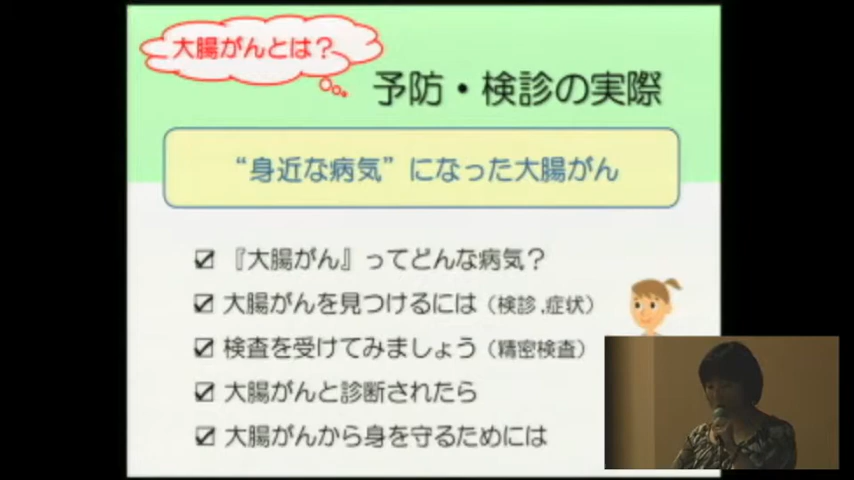 大腸がんとは？
予防・検診の実際
“身近な病気”になった大腸がん
☑『大腸がん』ってどんな病気？
☑大腸がんを見つけるには（検診,症状）
☑検査を受けてみましょう（精密検査）
☑大腸がんと診断されたら
☑大腸がんから身を守るためには